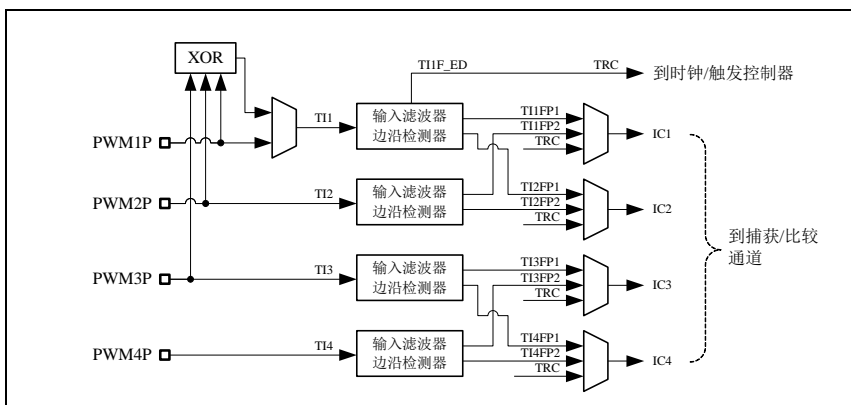 XOR
TI1F_ED
TRC
到时钟/触发控制器
PWM1P
TI1
输入滤波器
边沿检测器
TI1FP1
TI1FP2
TRC
IC1
PWM2P
TI2
输入滤波器
边沿检测器
TI2FP1
TI2FP2
TRC
IC2
到捕获/比较
通道
PWM3P
TI3
输入滤波器
边沿检测器
TI3FP1
TI3FP2
TRC
IC3
PWM4P
TI4
输入滤波器
边沿检测器
TI4FP1
TI4FP2
TRC
IC4